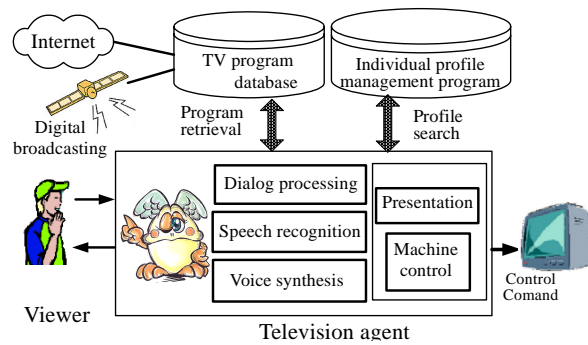 Internet
TV program
database
Individual profile
management program
Digital
broadcasting
Program
retrieval
Profile
search
Dialog processing
Speech recognition
Voice synthesis
Presentation
Machine
control
Control
Comand
Viewer
Television agent